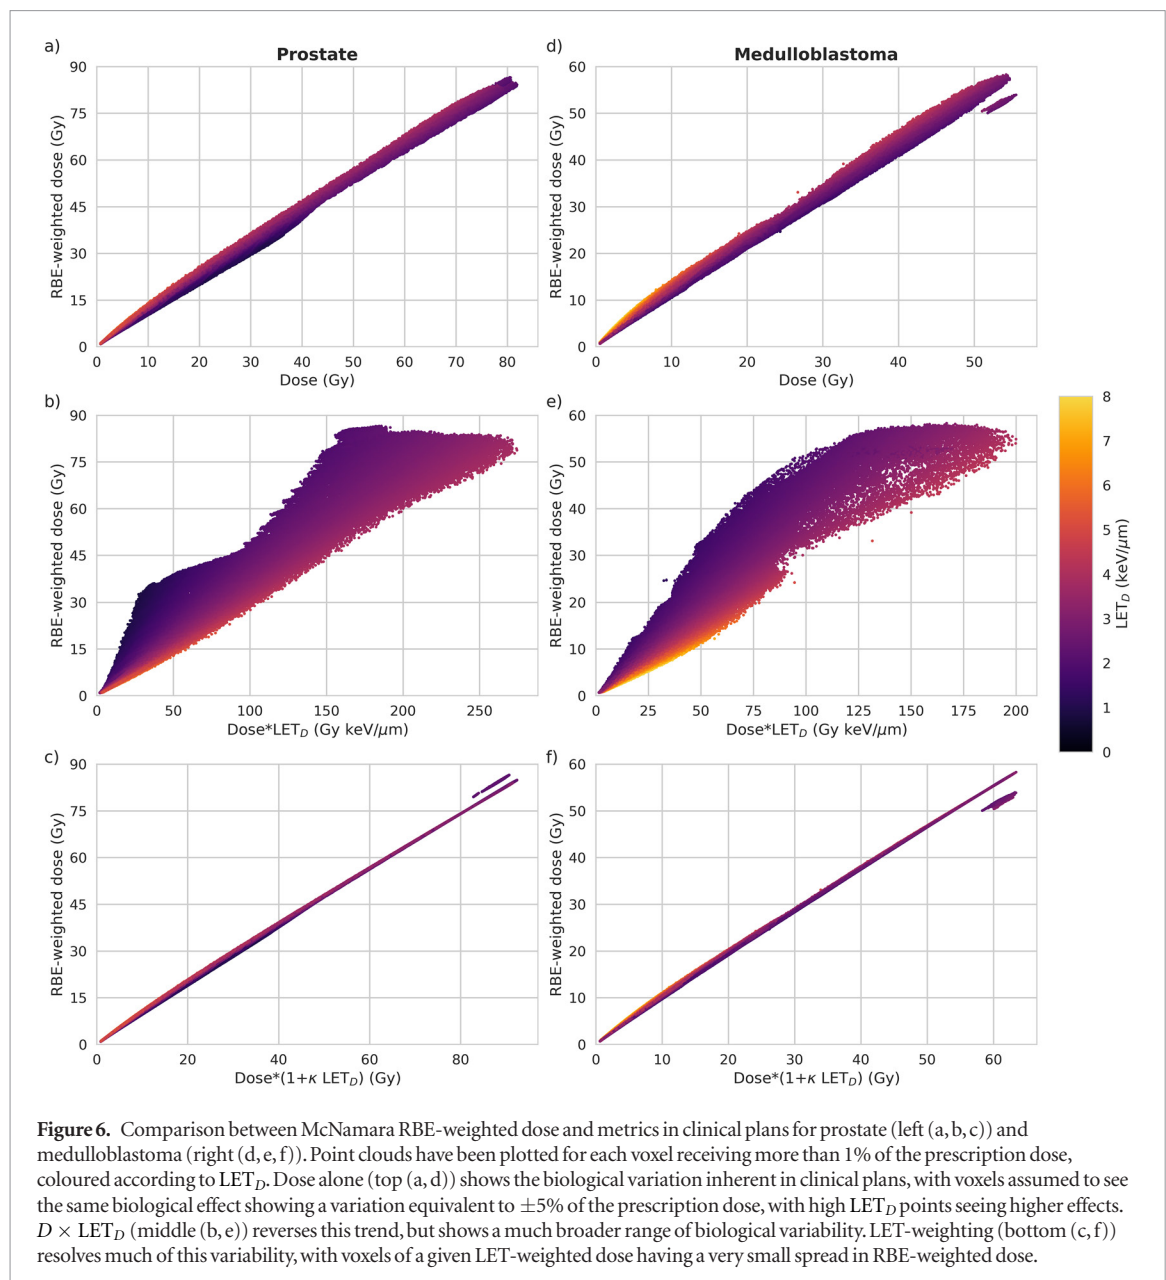 a)
Prostate
90
75
60
45
30
15
0
RBE-weighted dose (Gy)
0 10 20 30 40 50 60 70 80
Dose (Gy)
d)
Medulloblastoma
60
50
40
30
20
10
0
RBE-weighted dose (Gy)
0 10 20 30 40 50
Dose (Gy)
b)
90
75
60
45
30
15
0
RBE-weighted dose (Gy)
0 50 100 150 200 250
Dose*LET_D (Gy keV/μm)
e)
60
50
40
30
20
10
0
RBE-weighted dose (Gy)
0 25 50 75 100 125 150 175 200
Dose*LET_D (Gy keV/μm)
8
7
6
5
4
3
2
1
0
LET_D (keV/μm)
c)
90
75
60
45
30
15
0
RBE-weighted dose (Gy)
0 20 40 60 80
Dose*(1+κ LET_D) (Gy)
f)
60
50
40
30
20
10
0
RBE-weighted dose (Gy)
0 10 20 30 40 50 60
Dose*(1+κ LET_D) (Gy)
Figure 6. Comparison between McNamara RBE-weighted dose and metrics in clinical plans for prostate (left (a, b, c)) and
medulloblastoma (right (d, e, f)). Point clouds have been plotted for each voxel receiving more than 1% of the prescription dose,
coloured according to LET_D. Dose alone (top (a, d)) shows the biological variation inherent in clinical plans, with voxels assumed to see
the same biological effect showing a variation equivalent to ±5% of the prescription dose, with high LET_D points seeing higher effects.
D × LET_D (middle (b, e)) reverses this trend, but shows a much broader range of biological variability. LET-weighting (bottom (c, f))
resolves much of this variability, with voxels of a given LET-weighted dose having a very small spread in RBE-weighted dose.